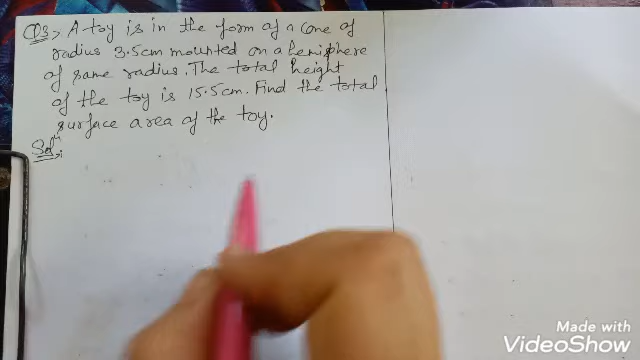 Q3> A toy is in the form of a cone of
radius 3.5cm mounted on a hemisphere
of same radius. The total height
of the toy is 15.5cm. Find the total
surface area of the toy.
Solⁿ:
Made with
VideoShow